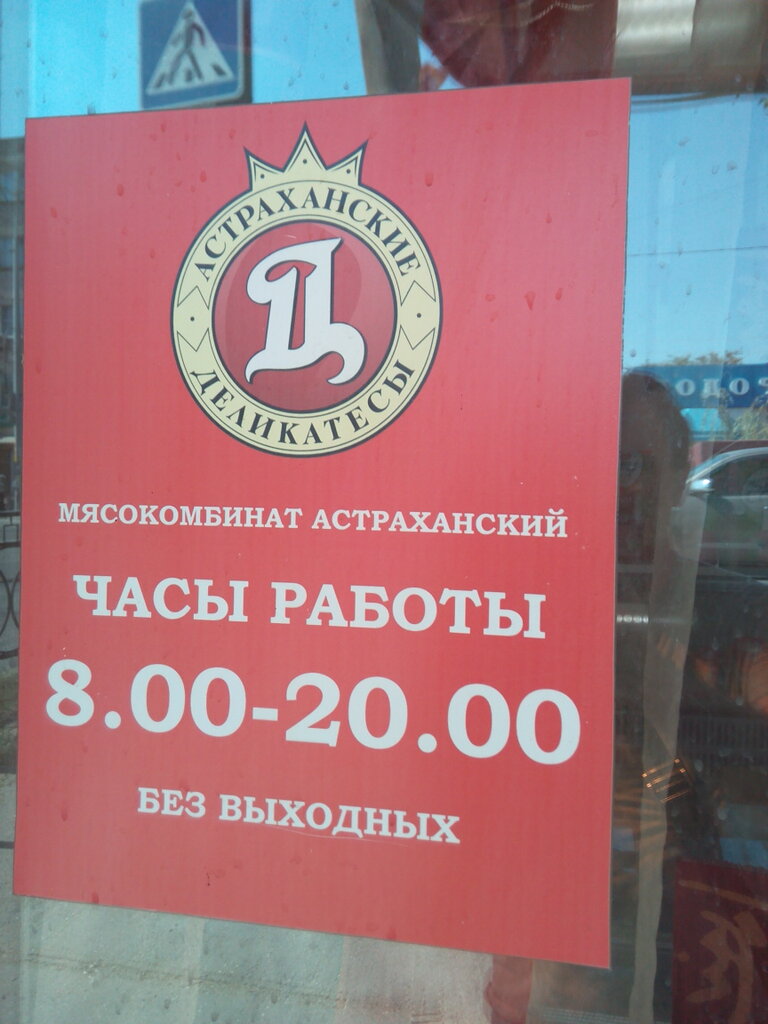 АСТРАХАНСКИЕ
Д
ДЕЛИКАТЕСЫ
МЯСОКОМБИНАТ АСТРАХАНСКИЙ
ЧАСЫ РАБОТЫ
8.00-20.00
БЕЗ ВЫХОДНЫХ